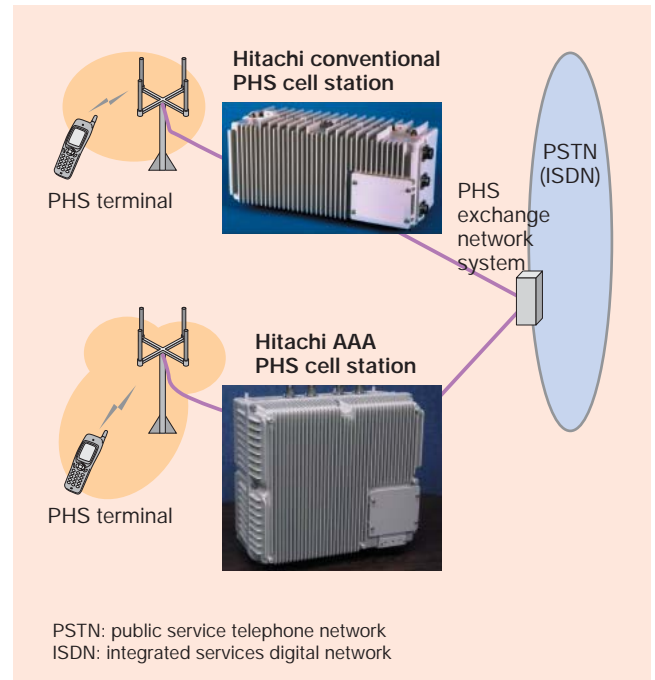 Hitachi conventional
PHS cell station
PHS terminal
PSTN
(ISDN)
PHS
exchange
network
system
Hitachi AAA
PHS cell station
PHS terminal
PSTN: public service telephone network
ISDN: integrated services digital network